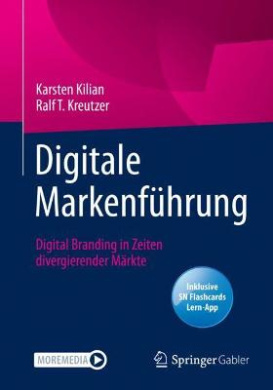 Karsten Kilian
Ralf T. Kreutzer
Digitale
Markenführung
Digital Branding in Zeiten
divergierender Märkte
Inklusive
SN Flashcards
Lern-App
MOREMEDIA
Springer Gabler